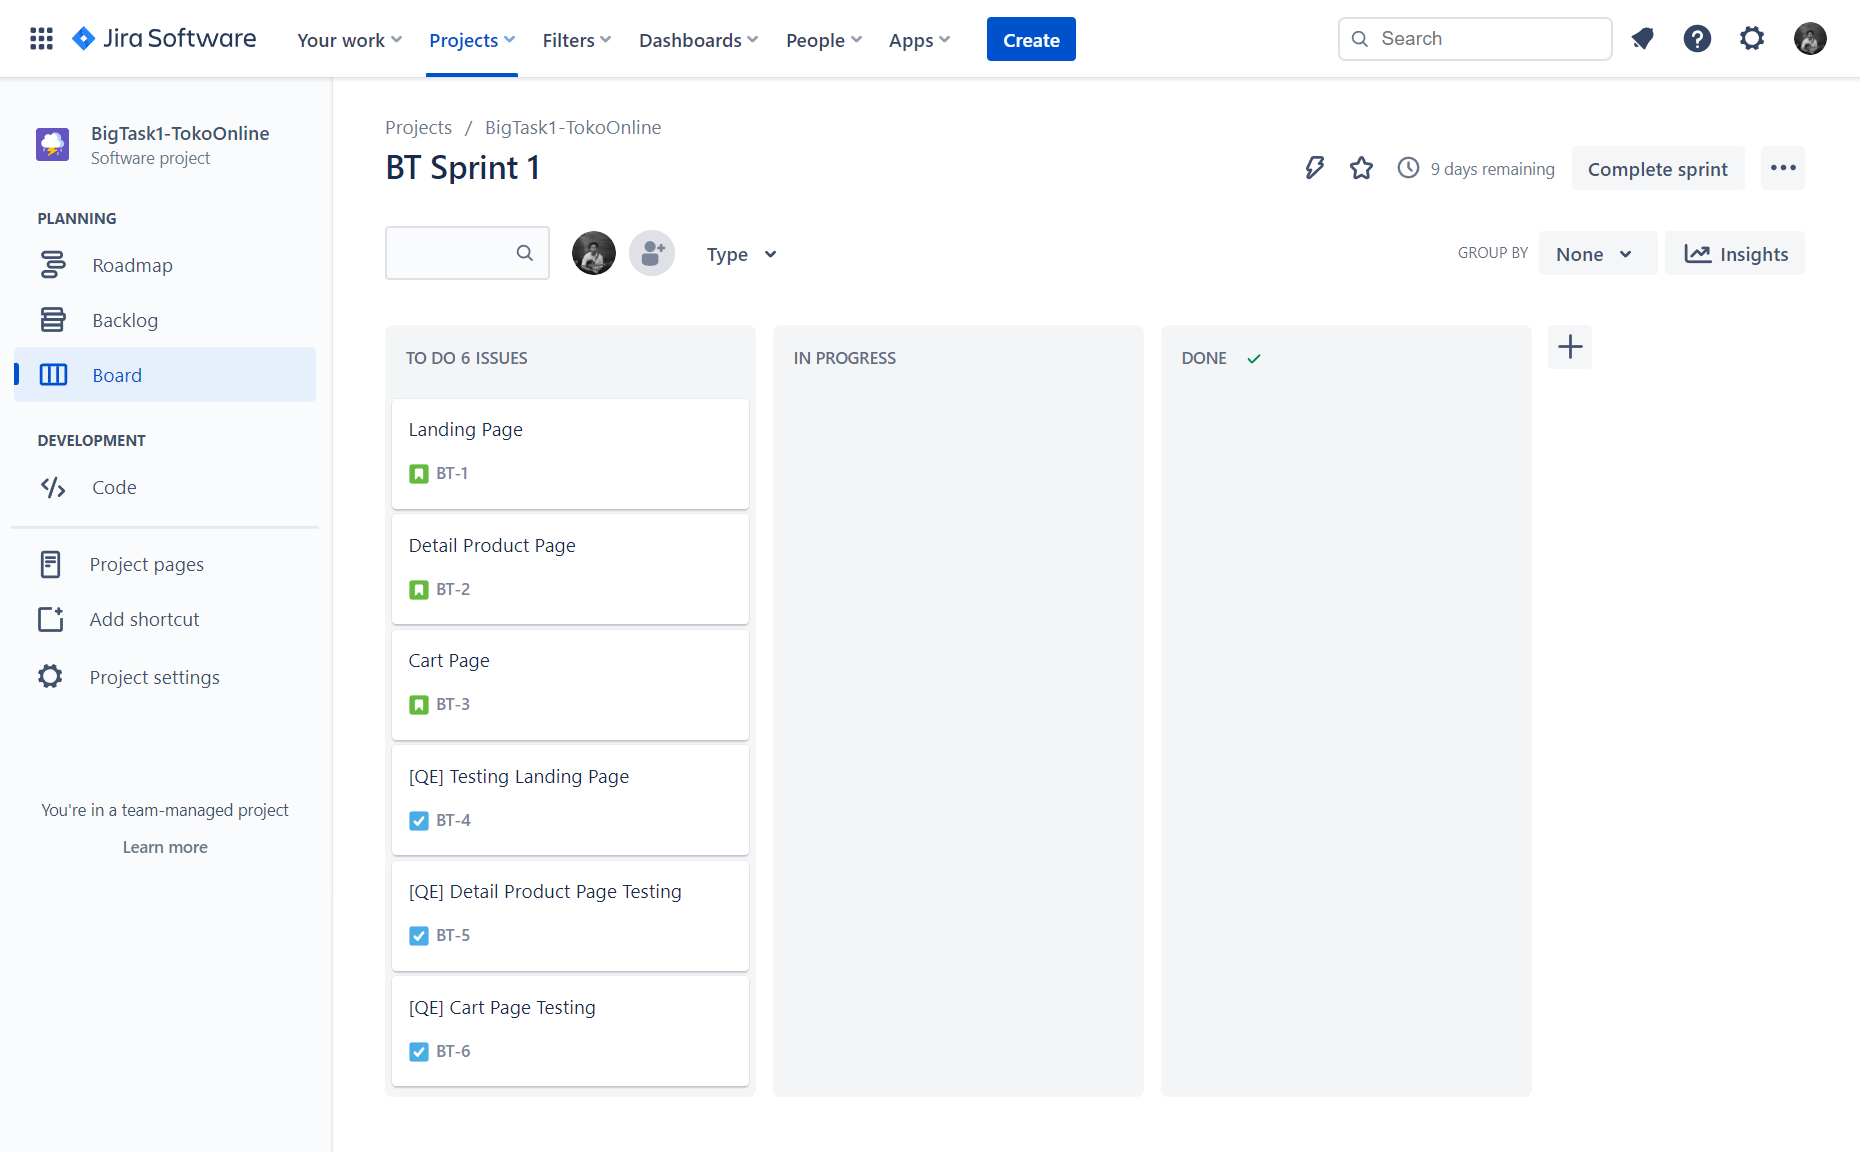 Jira Software
Your work
Projects
Filters
Dashboards
People
Apps
Create
Search
BigTask1-TokoOnline
Software project
PLANNING
Roadmap
Backlog
Board
DEVELOPMENT
Code
Project pages
Add shortcut
Project settings
You're in a team-managed project
Learn more
Projects / BigTask1-TokoOnline
BT Sprint 1
9 days remaining
Complete sprint
Type
GROUP BY
None
Insights
TO DO 6 ISSUES
Landing Page
BT-1
Detail Product Page
BT-2
Cart Page
BT-3
[QE] Testing Landing Page
BT-4
[QE] Detail Product Page Testing
BT-5
[QE] Cart Page Testing
BT-6
IN PROGRESS
DONE